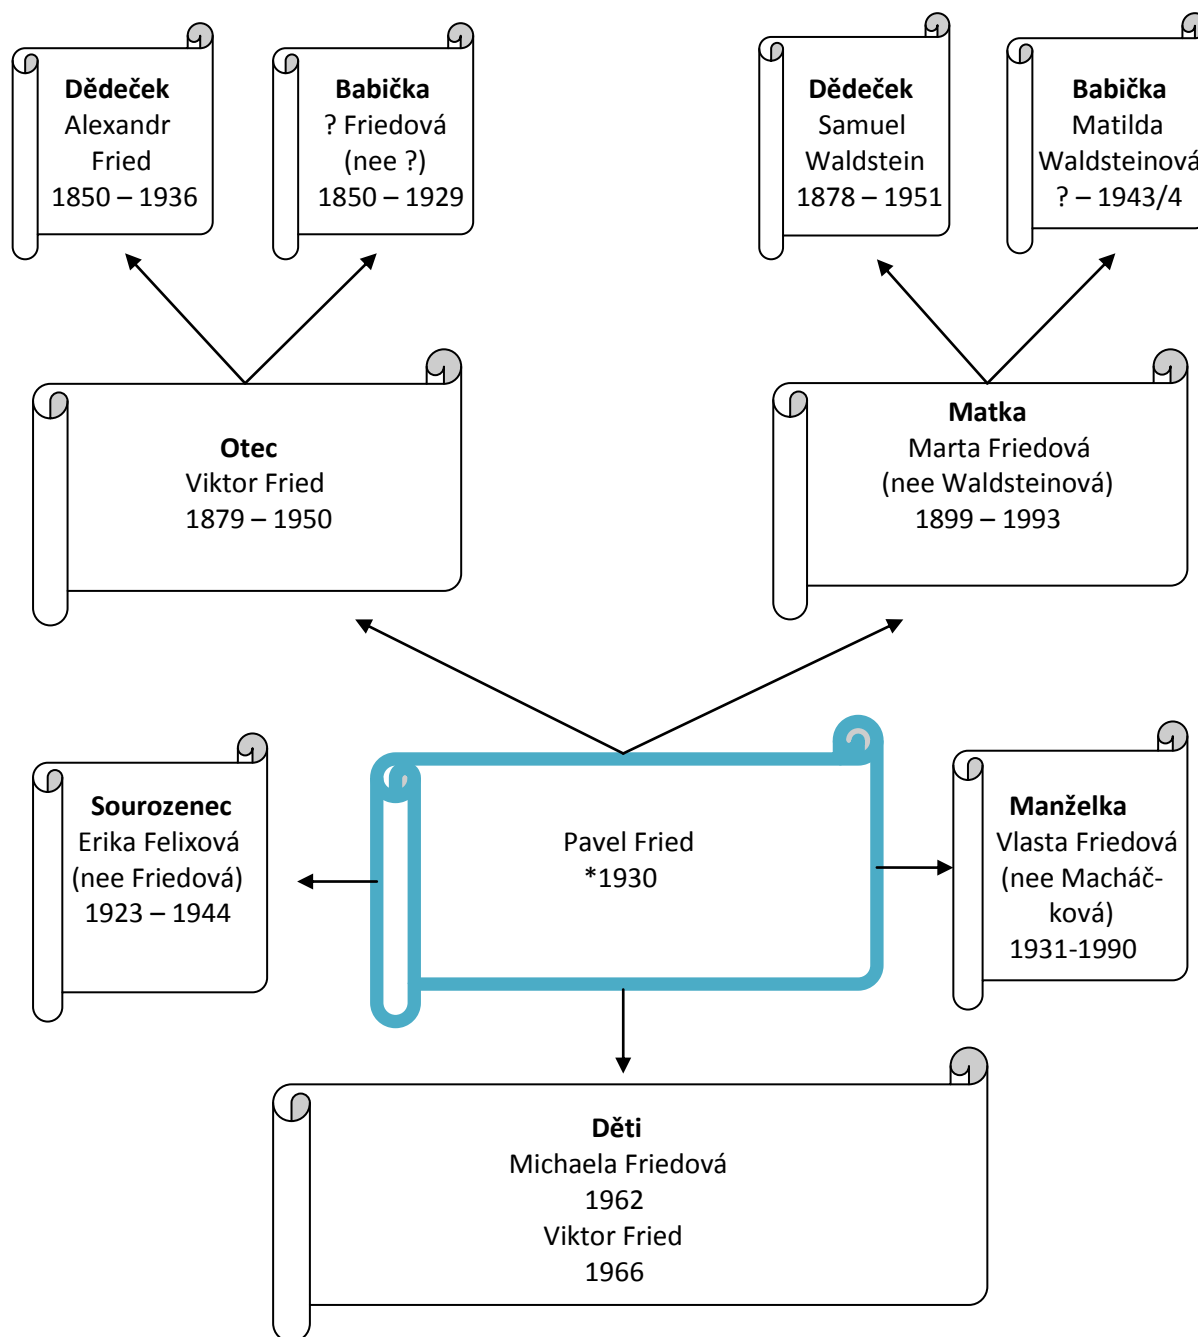 Dědeček
Alexandr
Fried
1850 – 1936
Babička
? Friedová
(nee ?)
1850 – 1929
Dědeček
Samuel
Waldstein
1878 – 1951
Babička
Matilda
Waldsteinová
? – 1943/4
Otec
Viktor Fried
1879 – 1950
Matka
Marta Friedová
(nee Waldsteinová)
1899 – 1993
Sourozenec
Erika Felixová
(nee Friedová)
1923 – 1944
Pavel Fried
*1930
Manželka
Vlasta Friedová
(nee Macháč-
ková)
1931-1990
Děti
Michaela Friedová
1962
Viktor Fried
1966